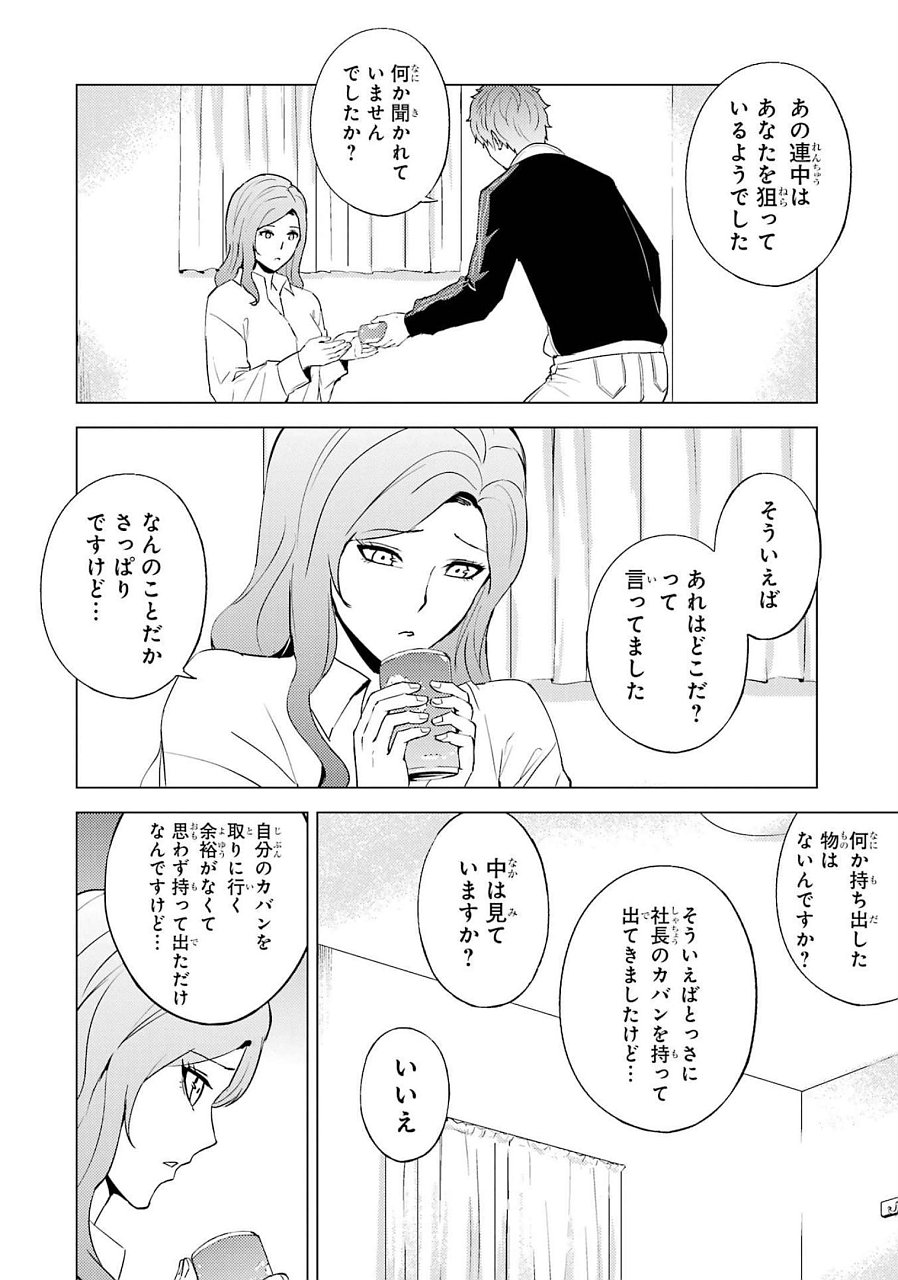 あの連中は
あなたを狙って
いるようでした
何か聞かれて
いません
でしたか?
そういえば
あれはどこだ?
って
言ってました
なんのことだか
さっぱり
ですけど…
何か持ち出した
物は
ないんですか?
そういえばとっさに
社長のカバンを持って
出てきましたけど…
中は見て
いますか?
いいえ
自分のカバンを
取りに行く
余裕がなくて
思わず持って出ただけ
なんですけど…